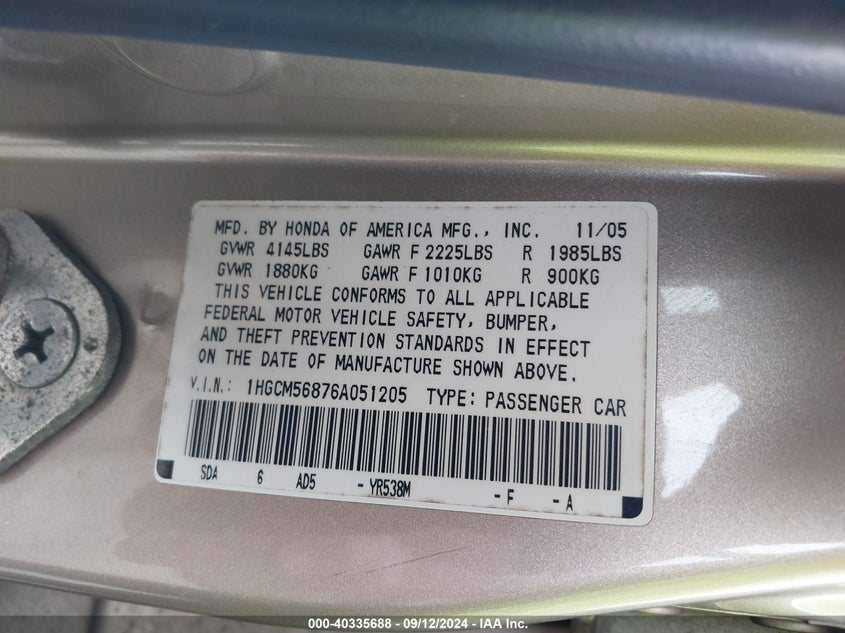 MFD. BY HONDA OF AMERICA MFG., INC. 11/05
GVWR 4145LBS GAWR F 2225LBS R 1985LBS
GVWR 1880KG GAWR F 1010KG R 900KG
THIS VEHICLE CONFORMS TO ALL APPLICABLE
FEDERAL MOTOR VEHICLE SAFETY, BUMPER,
AND THEFT PREVENTION STANDARDS IN EFFECT
ON THE DATE OF MANUFACTURE SHOWN ABOVE.
V.I.N.: 1HGCM56876A051205 TYPE: PASSENGER CAR
SDA 6 AD5 - YR538M - F - A
000-40335688 - 09/12/2024 - IAA Inc.